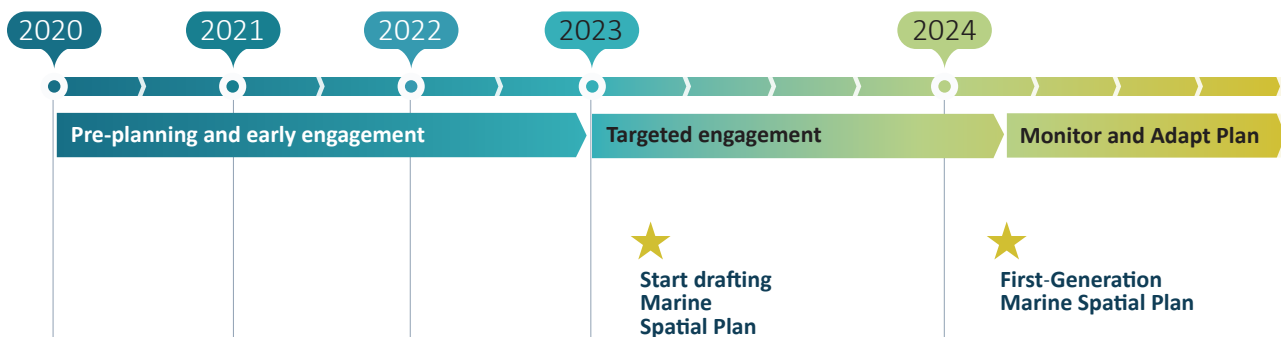 2020 2021 2022 2023 2024
Pre-planning and early engagement Targeted engagement Monitor and Adapt Plan
Start drafting
Marine
Spatial Plan
First-Generation
Marine Spatial Plan